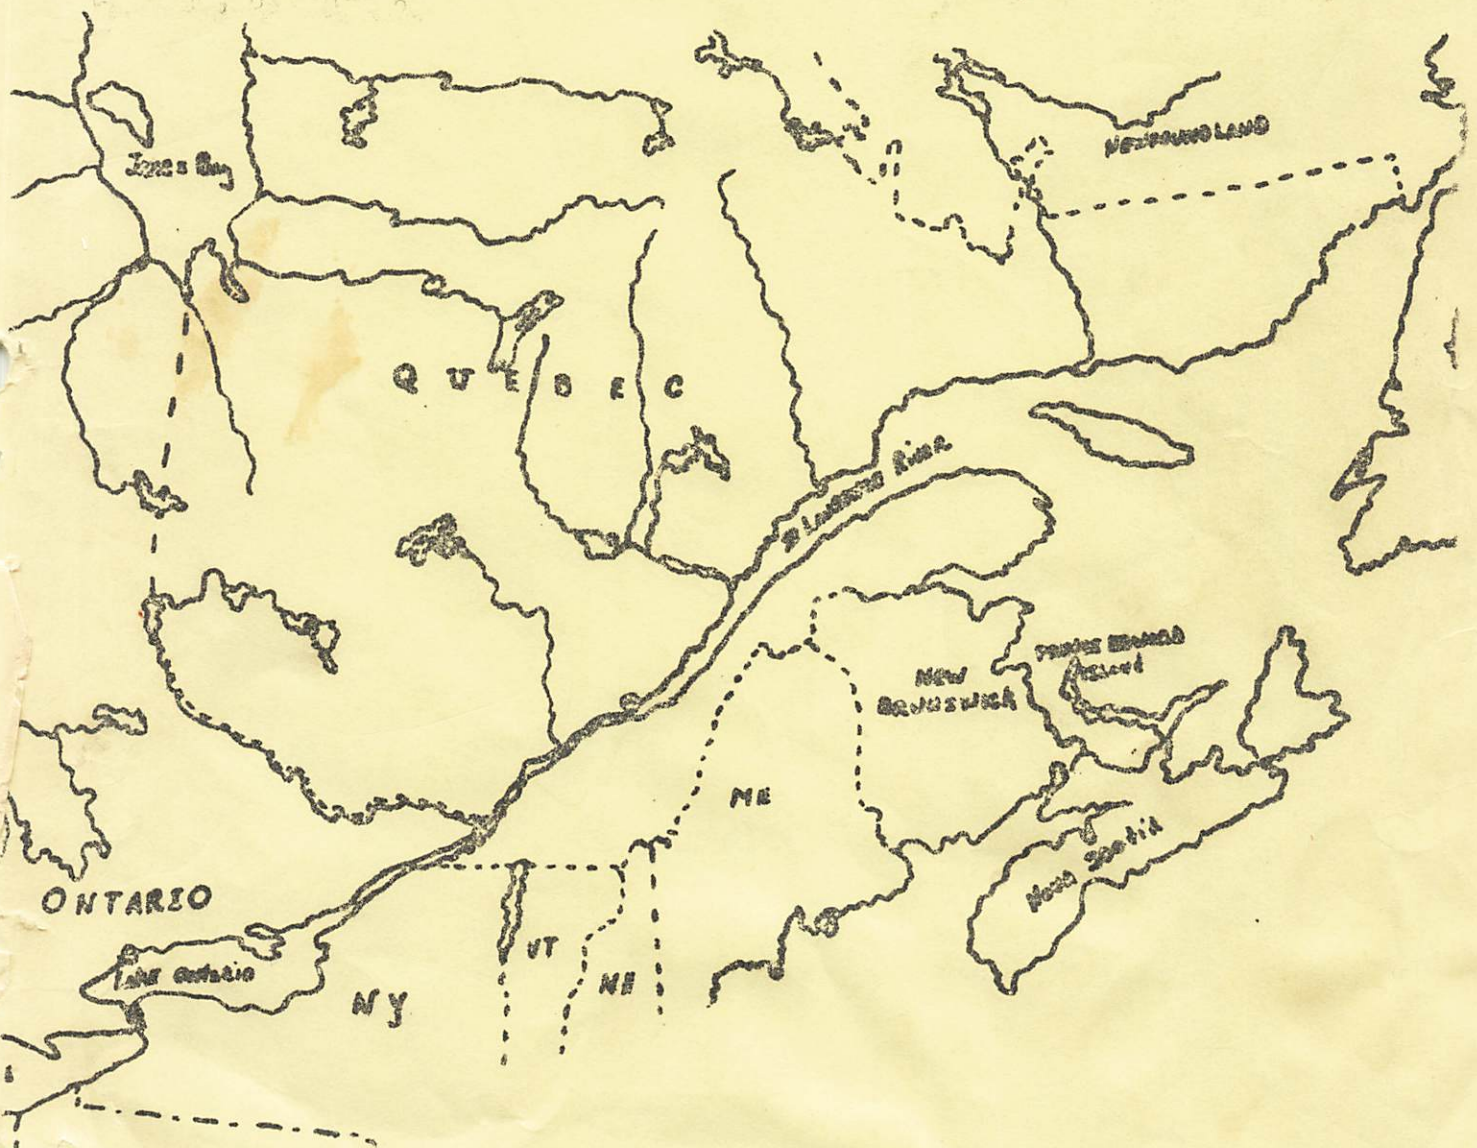 NEWFOUNDLAND
James Bay
QUEBEC
St Lawrence River
PRINCE EDWARD
ISLAND
NEW
BRUNSWICK
ME
Nova Scotia
ONTARIO
VT
Lake Ontario
NH
NY